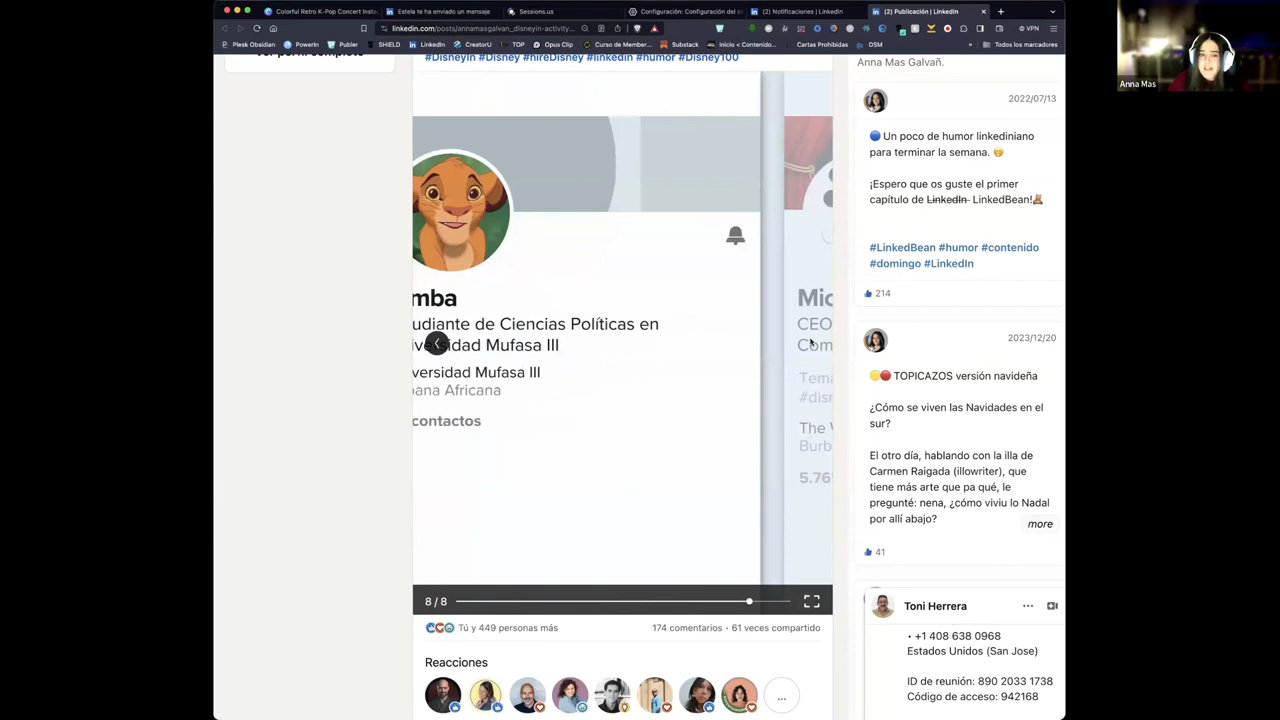 Colorful Retro K-Pop Concert Insta
Estela te ha enviado un mensaje
Sessions.us
Configuración: Configuración del s
(2) Notificaciones | LinkedIn
(2) Publicación | LinkedIn
linkedin.com/posts/annamasgalvan_disneyin-activity...
VPN
Plesk Obsidian
PowerIn
Publer
SHIELD
LinkedIn
CreatorU
TOP
Opus Clip
Curso de Member...
Substack
Inicio < Contenido...
Cartas Prohibidas
DSM
Todos los marcadores
#DisneyIn #Disney #hireDisney #linkedin #humor #Disney100
mba
udiante de Ciencias Políticas en
versidad Mufasa III
versidad Mufasa III
ana Africana
contactos
Mic
CEO
Com
Tema
#disn
The W
Burb
5.76
8 / 8
Tú y 449 personas más
174 comentarios • 61 veces compartido
Reacciones
...
Anna Mas Galvañ.
2022/07/13
Un poco de humor linkediniano
para terminar la semana.
¡Espero que os guste el primer
capítulo de LinkedIn LinkedBean!
#LinkedBean #humor #contenido
#domingo #LinkedIn
214
2023/12/20
TOPICAZOS versión navideña
¿Cómo se viven las Navidades en el
sur?
El otro día, hablando con la illa de
Carmen Raigada (illowriter), que
tiene más arte que pa qué, le
pregunté: nena, ¿cómo viviu lo Nadal
por allí abajo?
more
41
Toni Herrera
• +1 408 638 0968
Estados Unidos (San Jose)
ID de reunión: 890 2033 1738
Código de acceso: 942168
Anna Mas